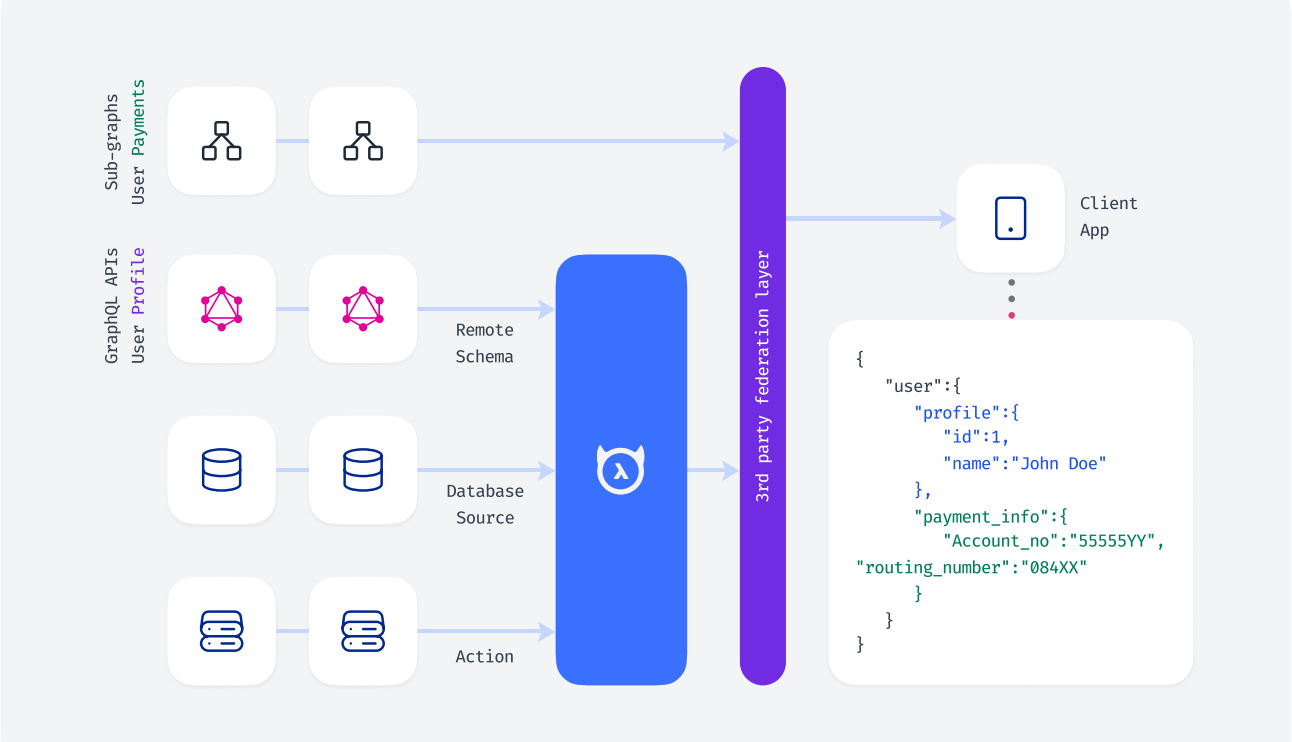 Sub-graphs
User Payments
GraphQL APIs
User Profile
Remote
Schema
Database
Source
Action
3rd party federation layer
Client
App
{
"user":{
"profile":{
"id":1,
"name":"John Doe"
},
"payment_info":{
"Account_no":"55555YY",
"routing_number":"084XX"
}
}
}